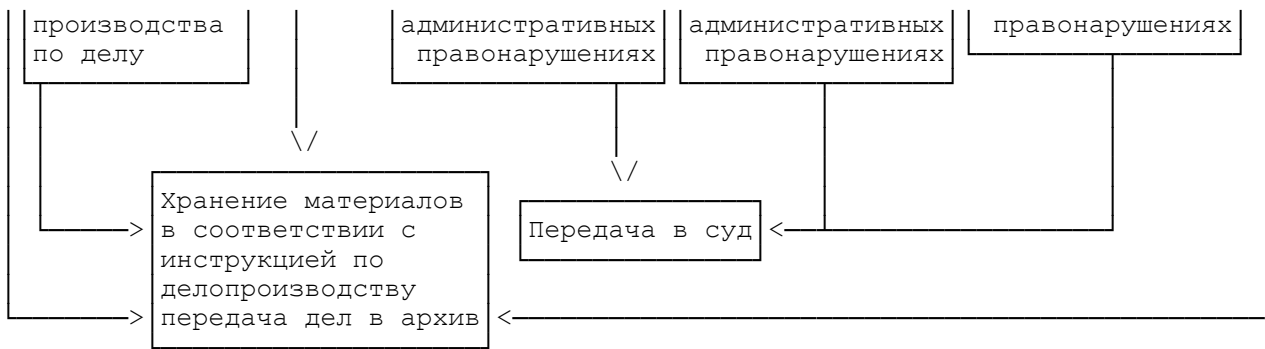 производства
по делу
административных
правонарушениях
административных
правонарушениях
правонарушениях
Хранение материалов
в соответствии с
инструкцией по
делопроизводству
передача дел в архив
Передача в суд